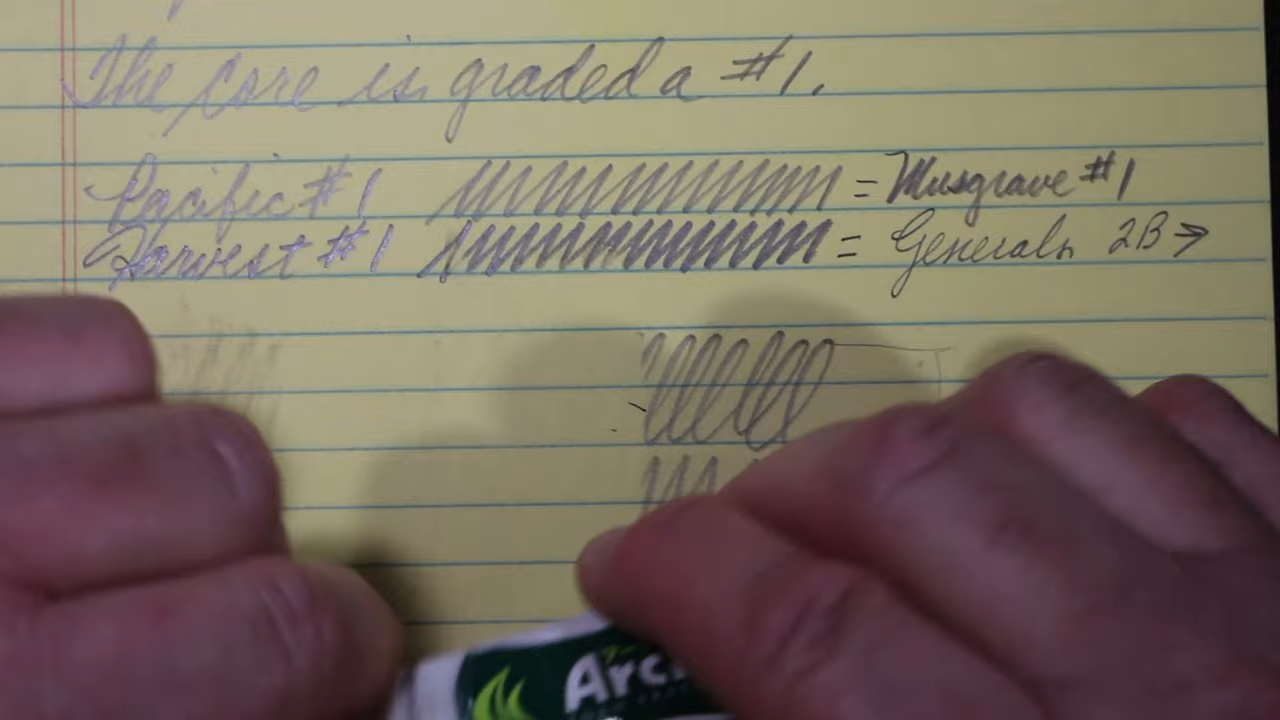 The core is graded a #1.
Pacific #1 = Musgrave #1
Harvest #1 = Generals 2B →